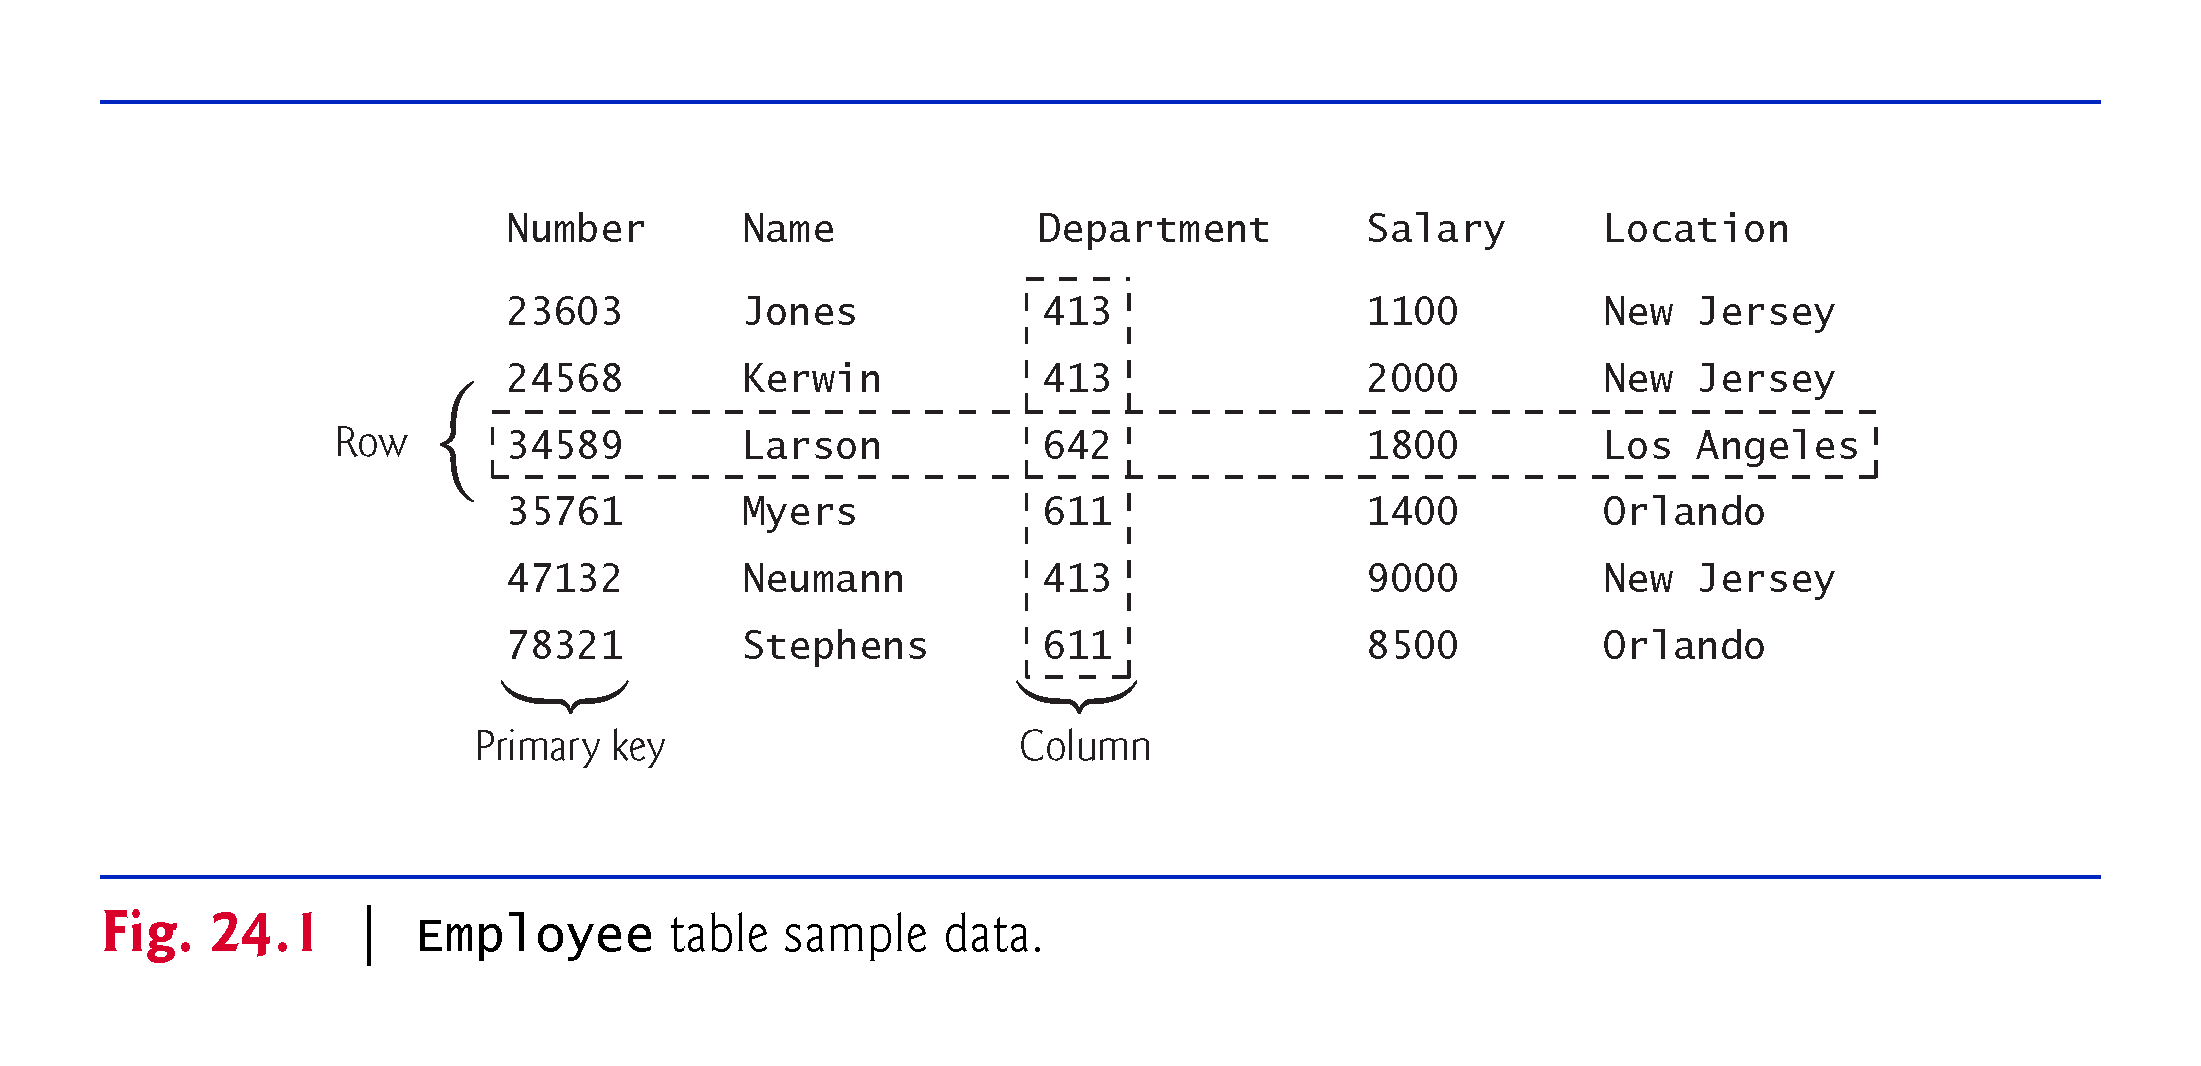 Number Name Department Salary Location
23603 Jones 413 1100 New Jersey
24568 Kerwin 413 2000 New Jersey
Row 34589 Larson 642 1800 Los Angeles
35761 Myers 611 1400 Orlando
47132 Neumann 413 9000 New Jersey
78321 Stephens 611 8500 Orlando
Primary key Column
Fig. 24.1 | Employee table sample data.